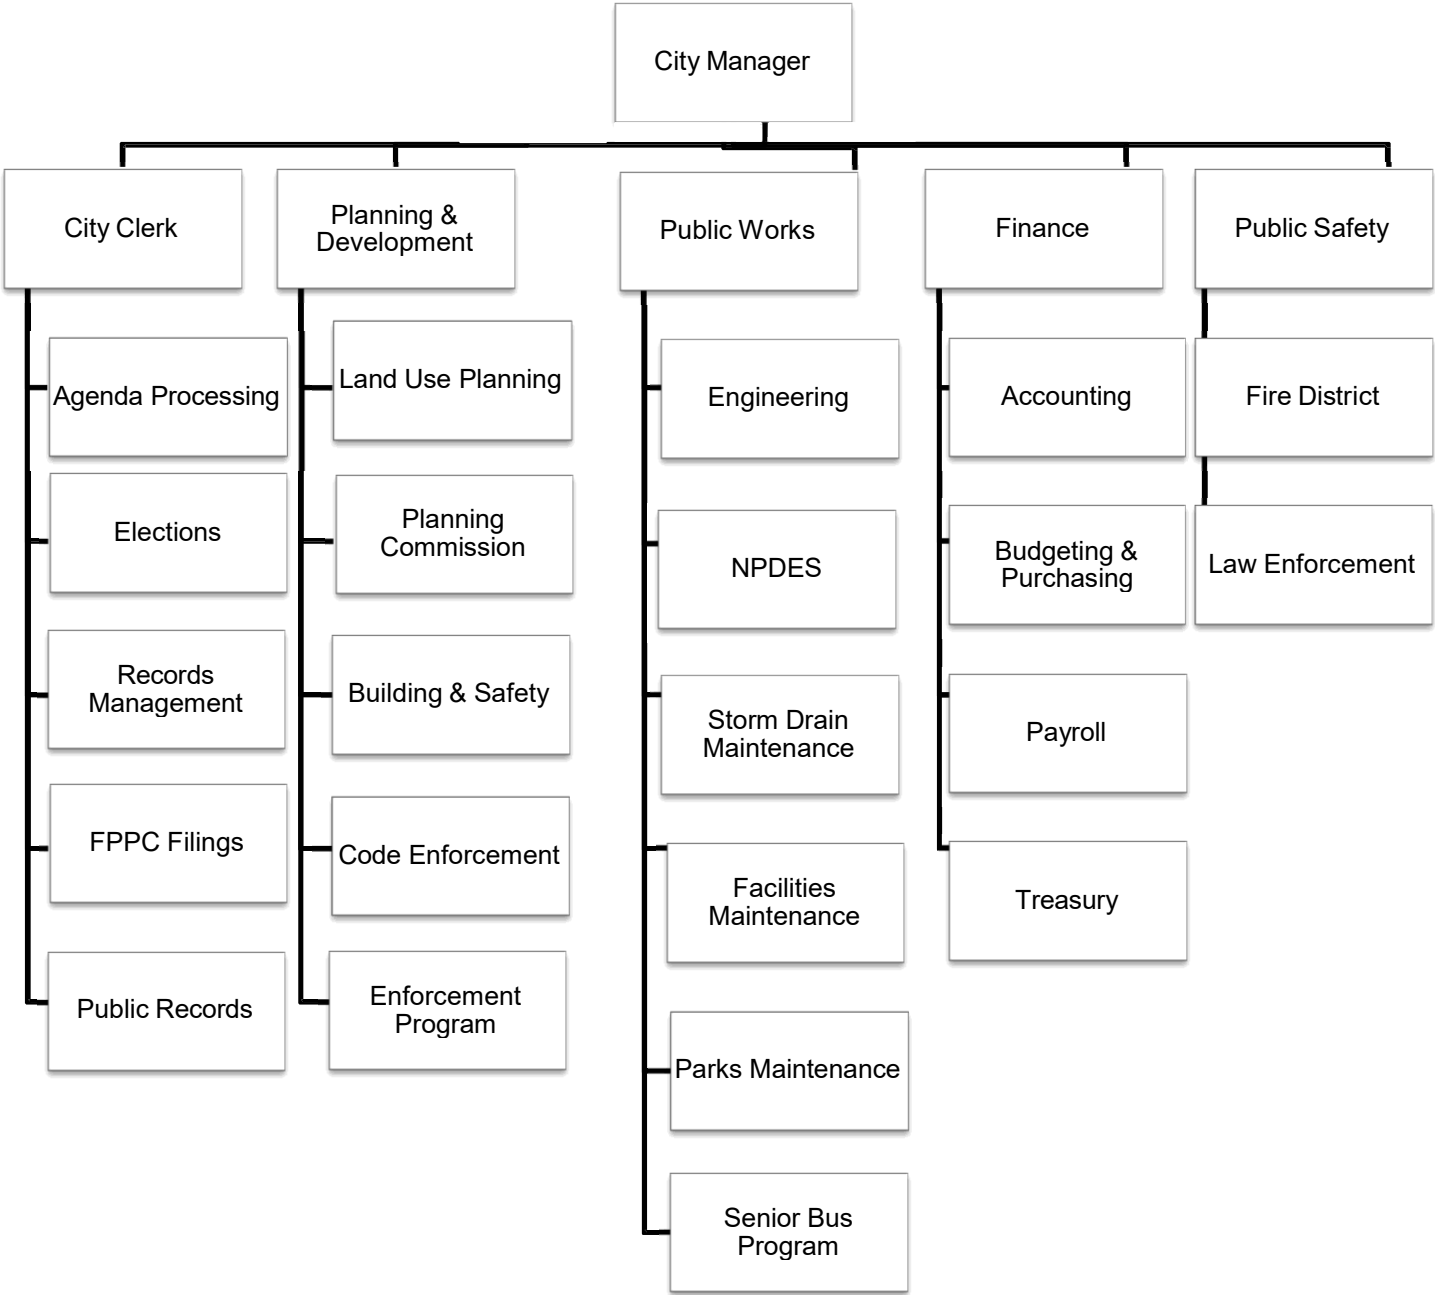 City Manager
City Clerk
Planning &
Development
Public Works
Finance
Public Safety
Agenda Processing
Elections
Records
Management
FPPC Filings
Public Records
Land Use Planning
Planning
Commission
Building & Safety
Code Enforcement
Enforcement
Program
Engineering
NPDES
Storm Drain
Maintenance
Facilities
Maintenance
Parks Maintenance
Senior Bus
Program
Accounting
Budgeting &
Purchasing
Payroll
Treasury
Fire District
Law Enforcement